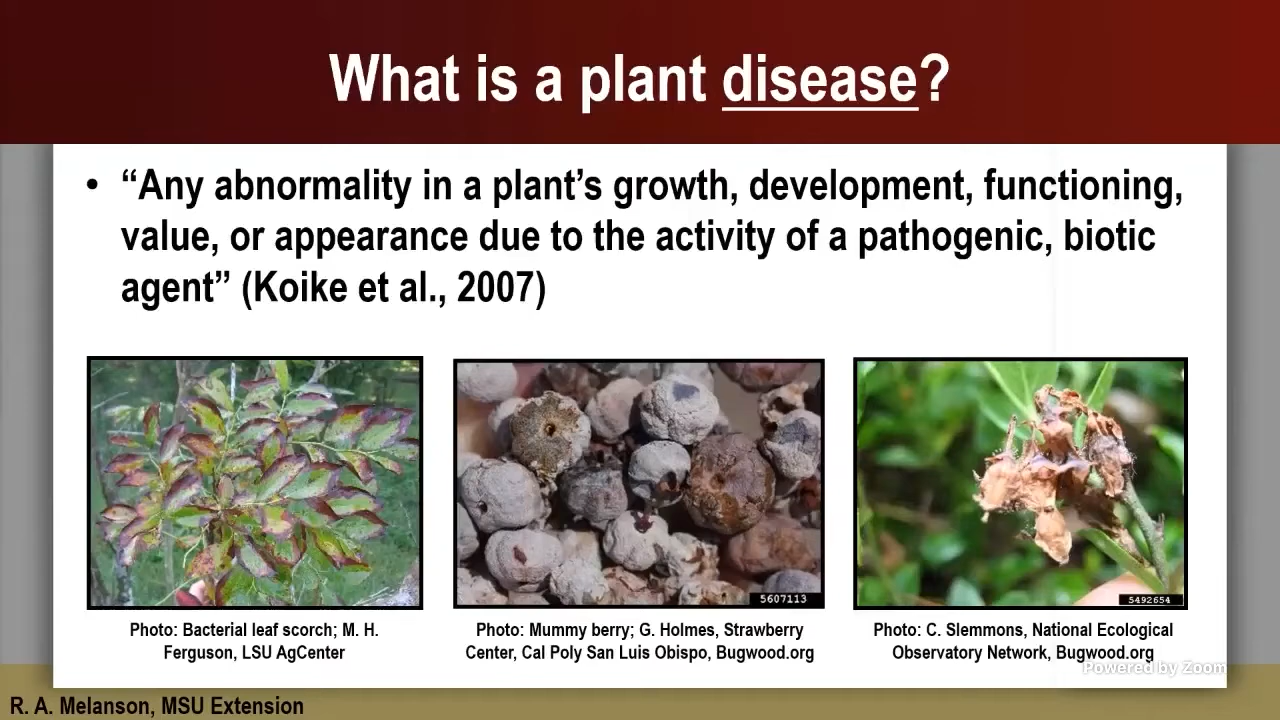 What is a plant disease?
• “Any abnormality in a plant’s growth, development, functioning,
value, or appearance due to the activity of a pathogenic, biotic
agent” (Koike et al., 2007)
5607113
5492654
Photo: Bacterial leaf scorch; M. H.
Ferguson, LSU AgCenter
Photo: Mummy berry; G. Holmes, Strawberry
Center, Cal Poly San Luis Obispo, Bugwood.org
Photo: C. Slemmons, National Ecological
Observatory Network, Bugwood.org
Powered by Zoom
R. A. Melanson, MSU Extension